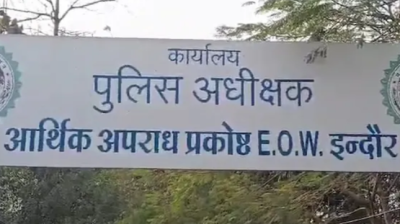 कार्यालय
पुलिस अधीक्षक
आर्थिक अपराध प्रकोष्ठ E.O.W. इन्दौर